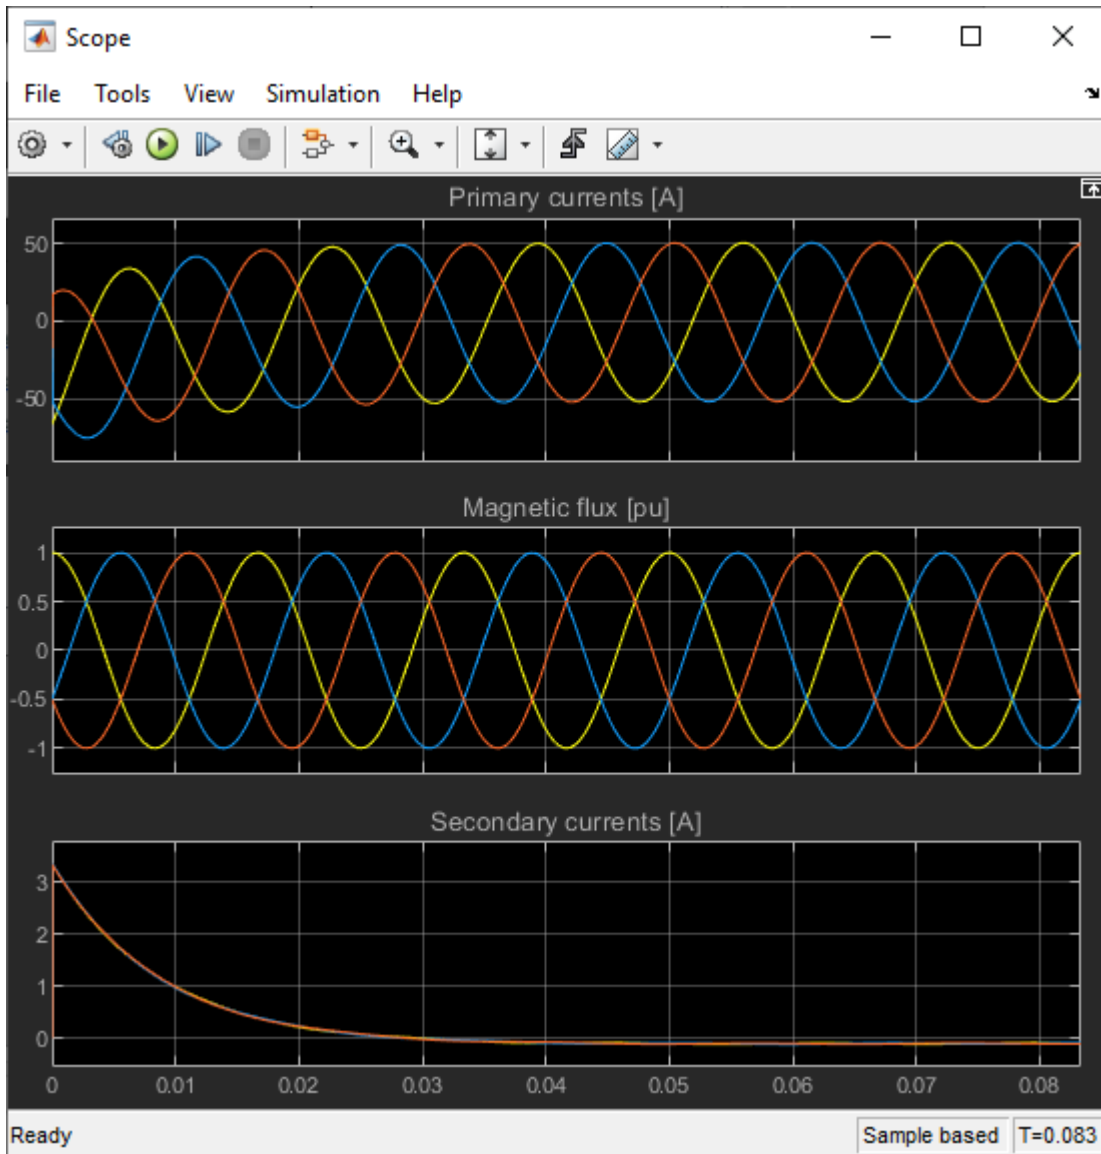 Scope
File Tools View Simulation Help
Primary currents [A]
50
0
-50
Magnetic flux [pu]
1
0.5
0
-0.5
-1
Secondary currents [A]
3
2
1
0
0 0.01 0.02 0.03 0.04 0.05 0.06 0.07 0.08
Ready Sample based T=0.083